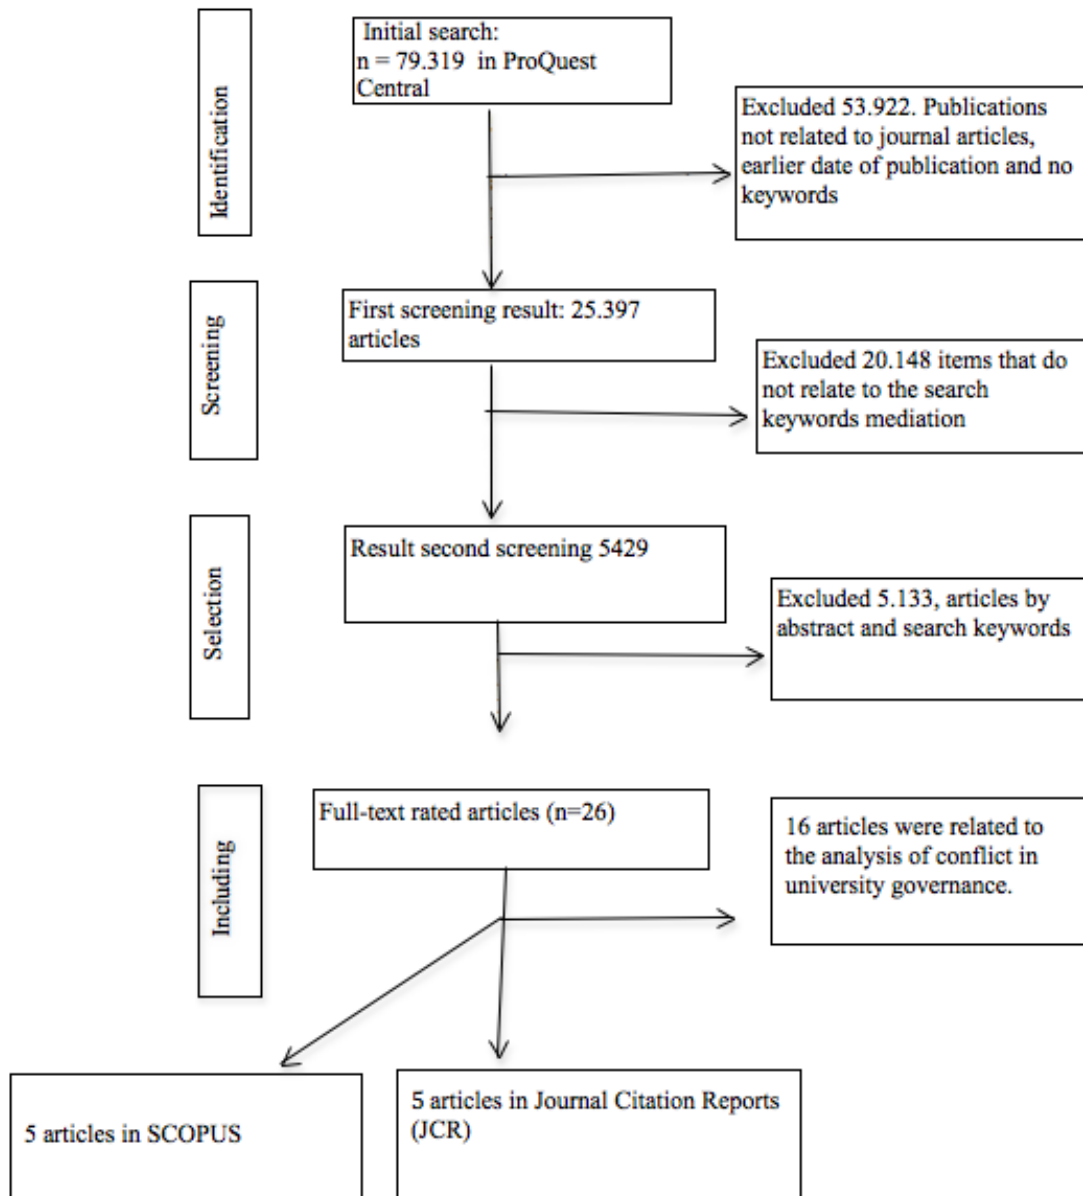 Identification
Initial search:
n = 79.319 in ProQuest
Central
Excluded 53.922. Publications
not related to journal articles,
earlier date of publication and no
keywords
Screening
First screening result: 25.397
articles
Excluded 20.148 items that do
not relate to the search
keywords mediation
Selection
Result second screening 5429
Excluded 5.133, articles by
abstract and search keywords
Including
Full-text rated articles (n=26)
16 articles were related to
the analysis of conflict in
university governance.
5 articles in SCOPUS
5 articles in Journal Citation Reports
(JCR)